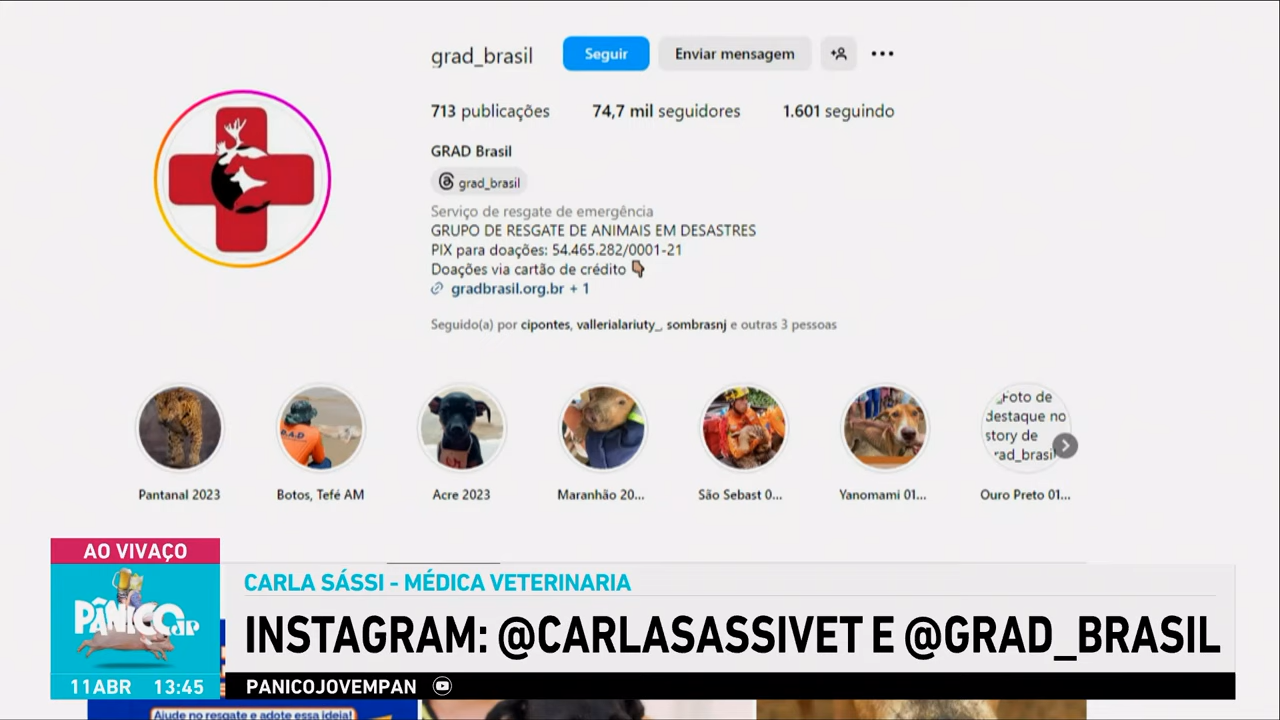 grad_brasil
Seguir
Enviar mensagem
713 publicações
74,7 mil seguidores
1.601 seguindo
GRAD Brasil
grad_brasil
Serviço de resgate de emergência
GRUPO DE RESGATE DE ANIMAIS EM DESASTRES
PIX para doações: 54.465.282/0001-21
Doações via cartão de crédito
gradbrasil.org.br + 1
Seguido(a) por cipontes, vallerialariuty_, sombrasnj e outras 3 pessoas
G.R.A.D
Foto de
destaque no
story de
grad_brasil
Pantanal 2023
Botos, Tefé AM
Acre 2023
Maranhão 20...
São Sebast 0...
Yanomami 01...
Ouro Preto 01...
AO VIVAÇO
PÂNICO JP
11ABR 13:45
CARLA SÁSSI - MÉDICA VETERINARIA
INSTAGRAM: @CARLASASSIVET E @GRAD_BRASIL
PANICOJOVEMPAN
Ajude no resgate e adote essa ideia!